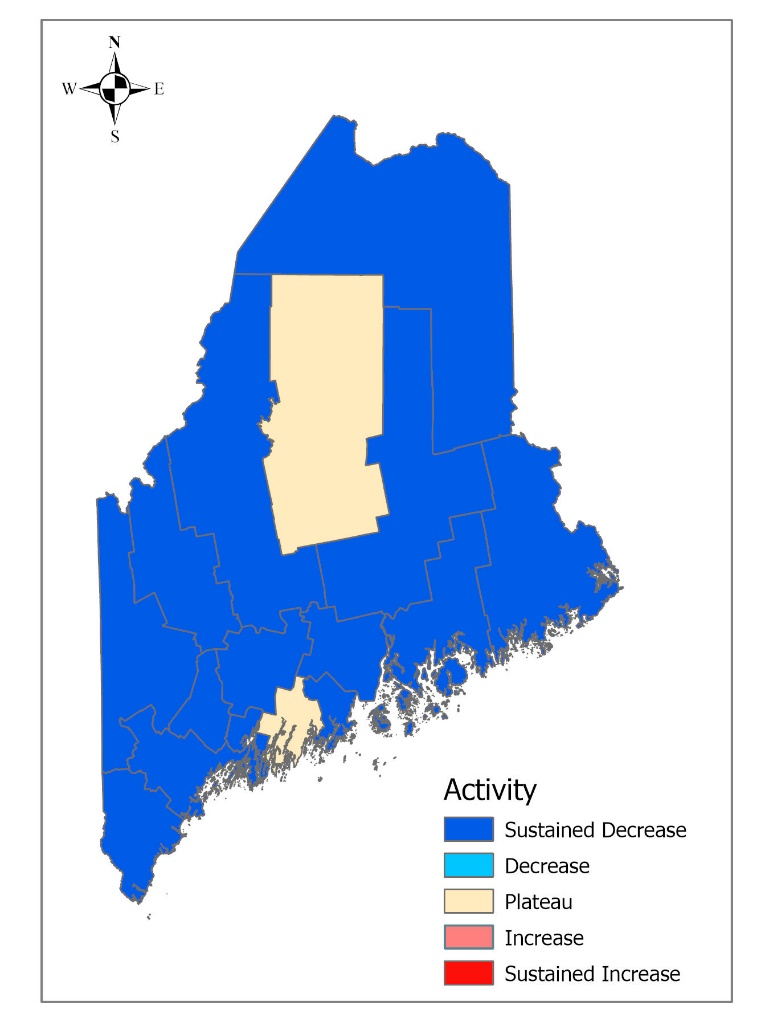 N
W E
S
Activity
Sustained Decrease
Decrease
Plateau
Increase
Sustained Increase